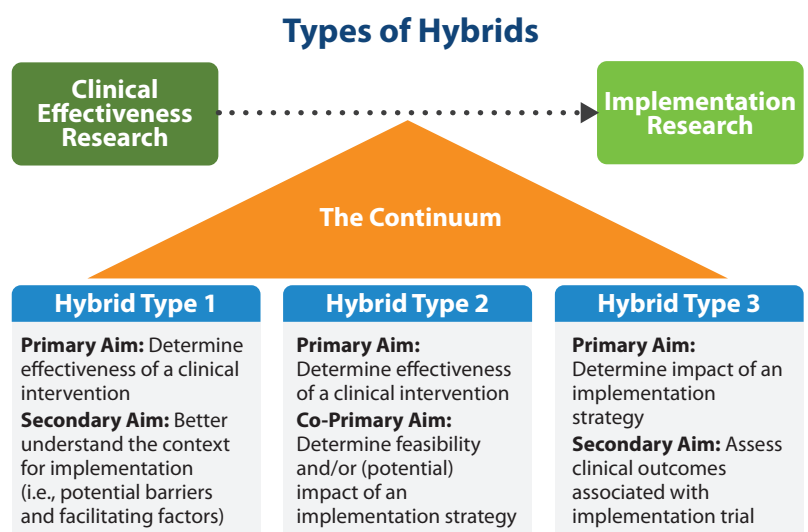 Types of Hybrids
Clinical
Effectiveness
Research
Implementation
Research
The Continuum
Hybrid Type 1
Primary Aim: Determine
effectiveness of a clinical
intervention
Secondary Aim: Better
understand the context
for implementation
(i.e., potential barriers
and facilitating factors)
Hybrid Type 2
Primary Aim:
Determine effectiveness
of a clinical intervention
Co-Primary Aim:
Determine feasibility
and/or (potential)
impact of an
implementation strategy
Hybrid Type 3
Primary Aim:
Determine impact of an
implementation
strategy
Secondary Aim: Assess
clinical outcomes
associated with
implementation trial